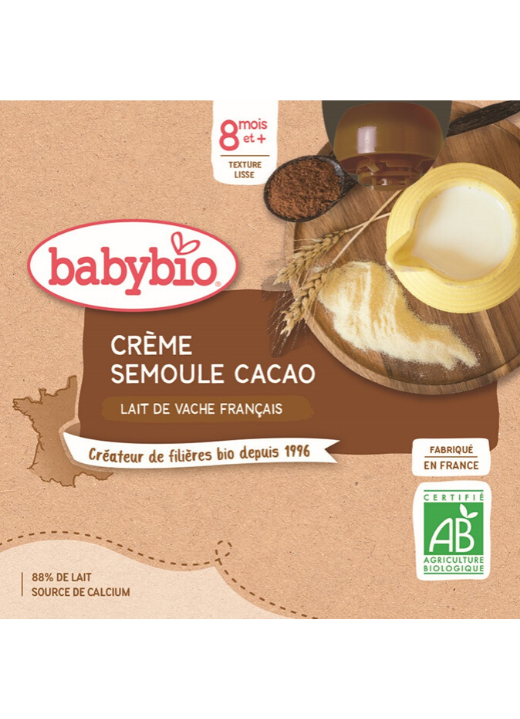 8 mois et +
TEXTURE
LISSE
babybio®
CRÈME
SEMOULE CACAO
LAIT DE VACHE FRANÇAIS
Créateur de filières bio depuis 1996
FABRIQUÉ
EN FRANCE
CERTIFIÉ
AB
AGRICULTURE
BIOLOGIQUE
88% DE LAIT
SOURCE DE CALCIUM